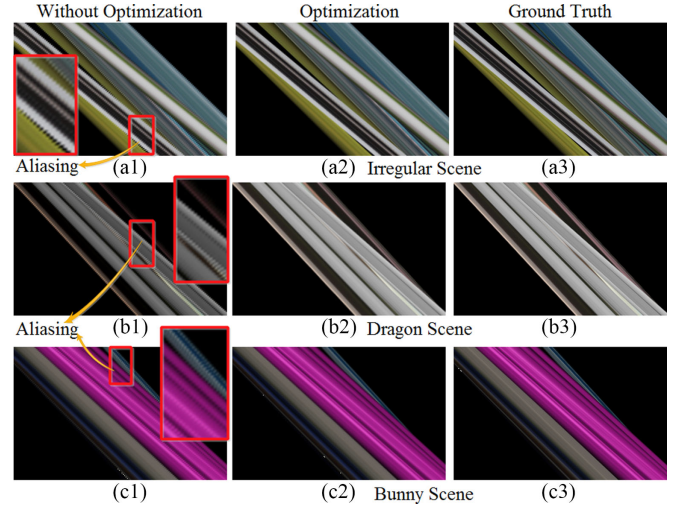 Without Optimization Optimization Ground Truth
Aliasing (a1) (a2) Irregular Scene (a3)
Aliasing (b1) (b2) Dragon Scene (b3)
(c1) (c2) Bunny Scene (c3)